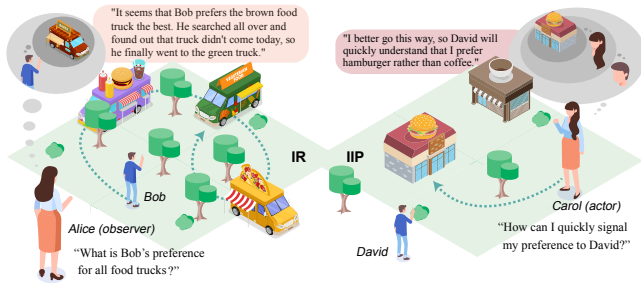 "It seems that Bob prefers the brown food
truck the best. He searched all over and
found out that truck didn't come today, so
he finally went to the green truck."
"I better go this way, so David will
quickly understand that I prefer
hamburger rather than coffee."
IR
IIP
Bob
Alice (observer)
"What is Bob's preference
for all food trucks?"
David
Carol (actor)
"How can I quickly signal
my preference to David?"